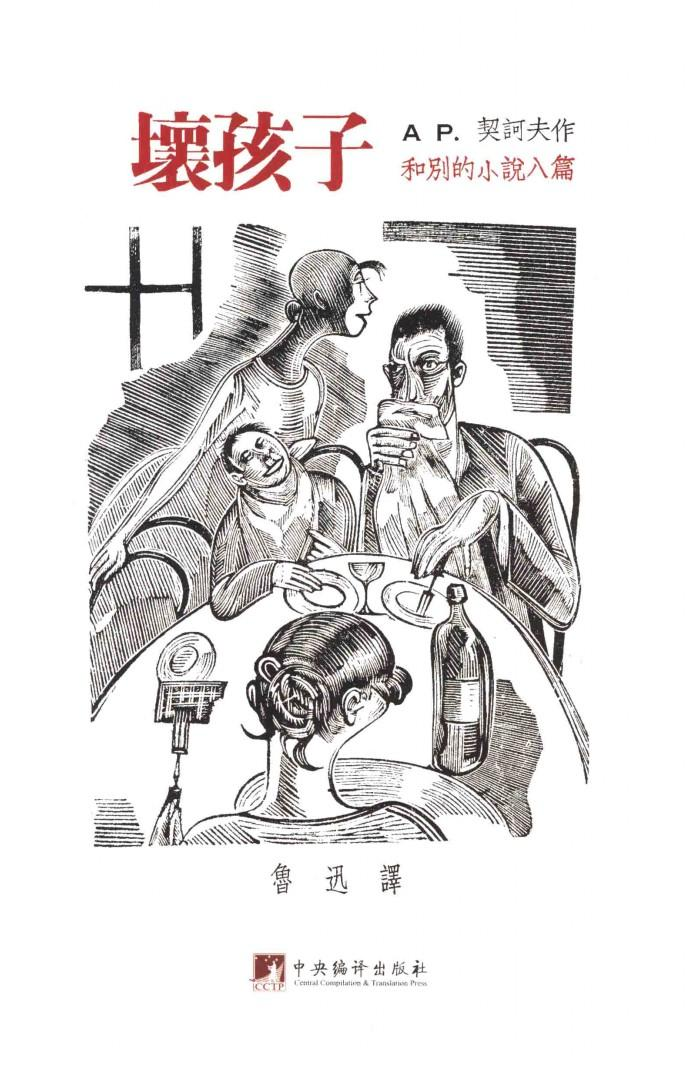 壞孩子
A P. 契訶夫作
和別的小說八篇
魯迅譯
CCTP
中央编译出版社
Central Compilation & Translation Press